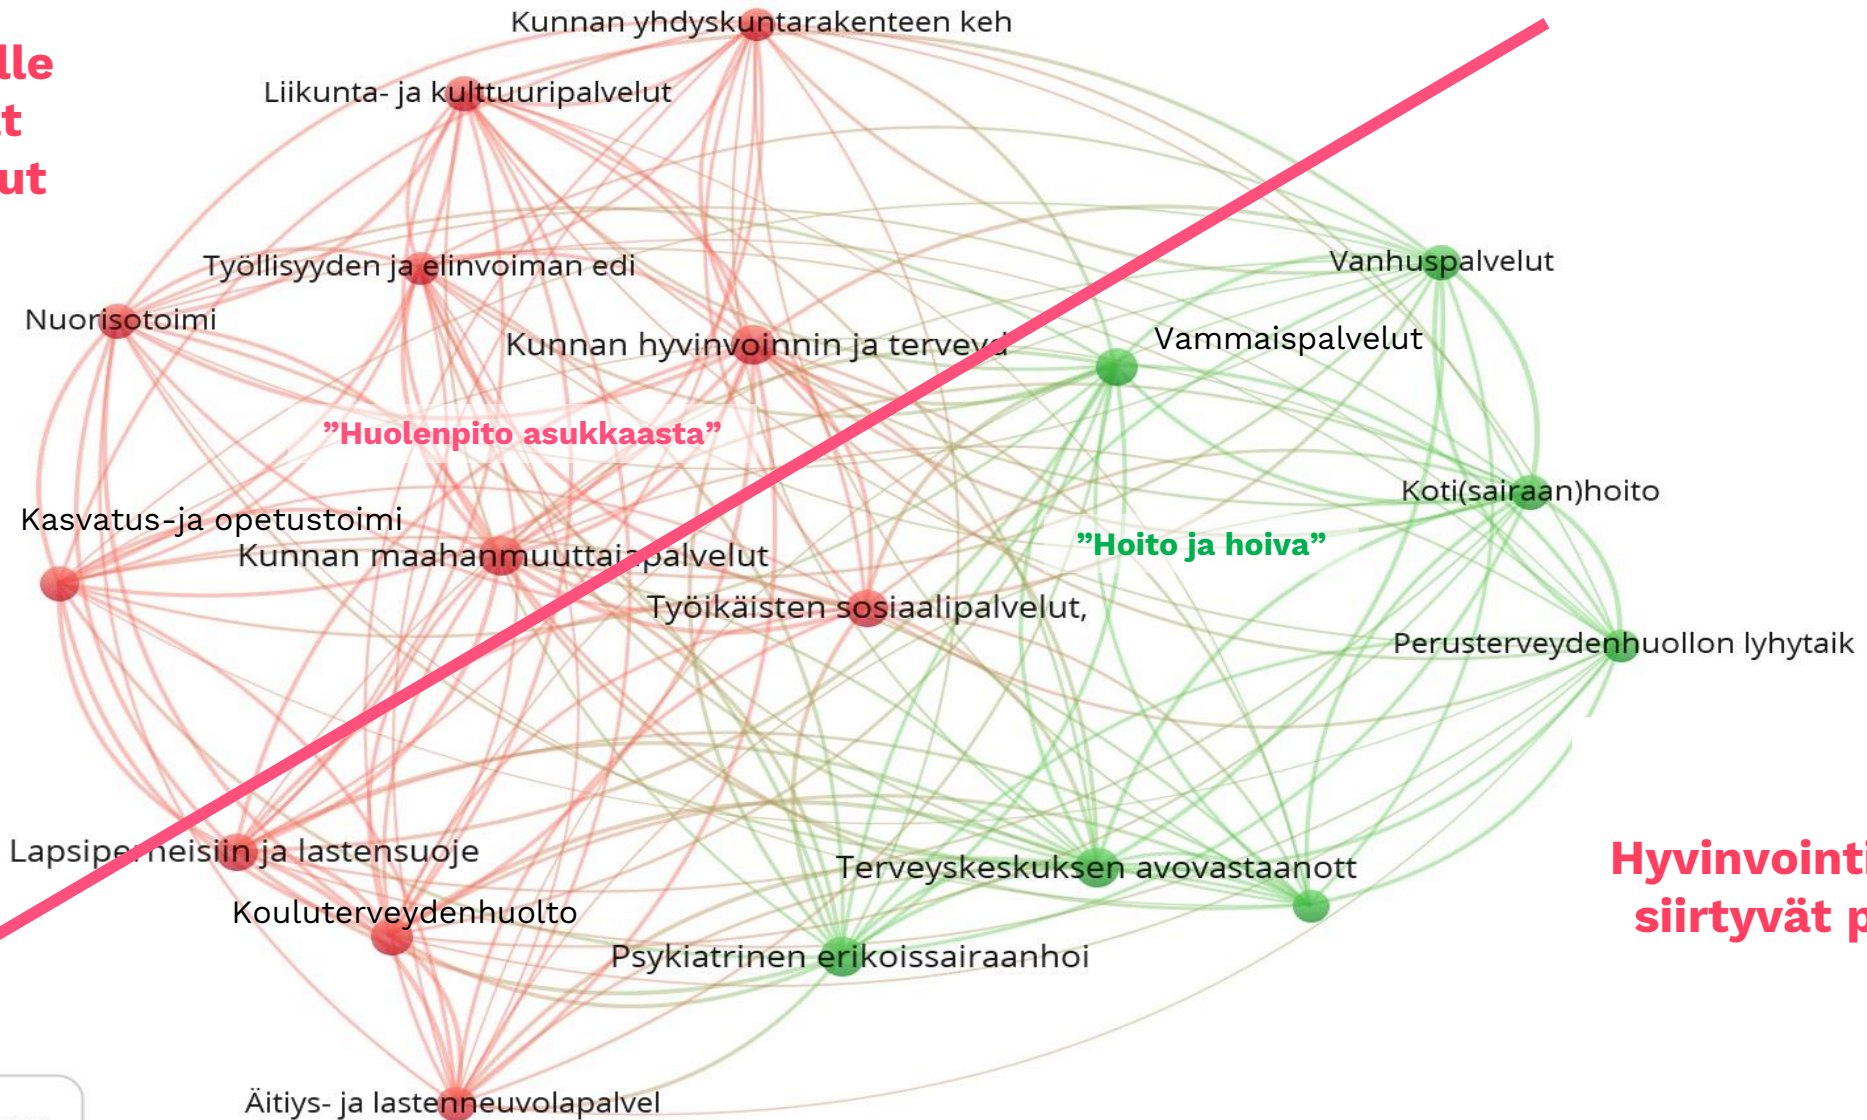 Kunnan yhdyskuntarakenteen keh
lle
Liikunta- ja kulttuuripalvelut
t
ut
Työllisyyden ja elinvoiman edi
Vanhuspalvelut
Nuorisotoimi
Kunnan hyvinvoinnin ja terveyd
Vammaispalvelut
”Huolenpito asukkaasta”
Koti(sairaan)hoito
Kasvatus-ja opetustoimi
”Hoito ja hoiva”
Kunnan maahanmuuttajapalvelut
Työikäisten sosiaalipalvelut,
Perusterveydenhuollon lyhytaik
Lapsiperheisiin ja lastensuoje
Terveyskeskuksen avovastaanott
Hyvinvointi
siirtyvät p
Kouluterveydenhuolto
Psykiatrinen erikoissairaanhoi
Äitiys- ja lastenneuvolapalvel